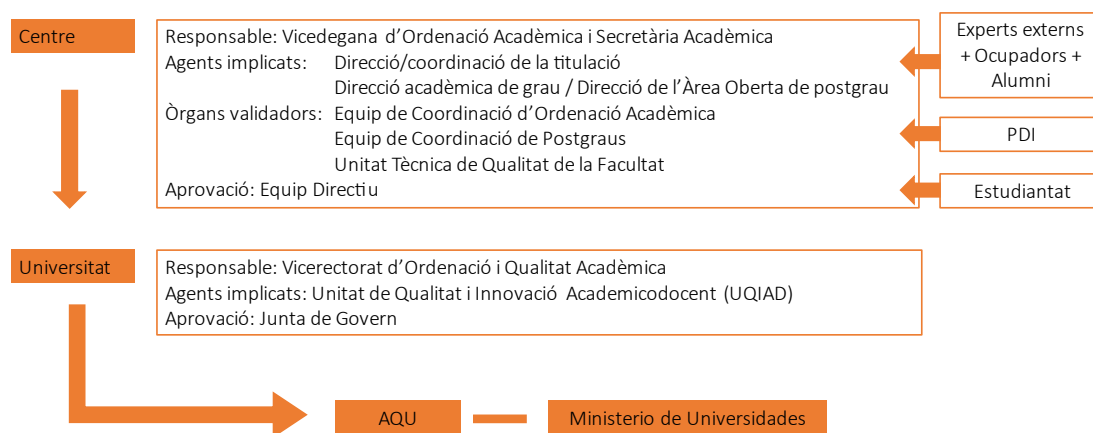 Centre
Responsable: Vicedegana d'Ordenació Acadèmica i Secretària Acadèmica
Agents implicats: Direcció/coordinació de la titulació
Direcció acadèmica de grau / Direcció de l'Àrea Oberta de postgrau
Òrgans validadors: Equip de Coordinació d'Ordenació Acadèmica
Equip de Coordinació de Postgraus
Unitat Tècnica de Qualitat de la Facultat
Aprovació: Equip Directiu
Experts externs
+ Ocupadors +
Alumni
PDI
Estudiantat
Universitat
Responsable: Vicerectorat d'Ordenació i Qualitat Acadèmica
Agents implicats: Unitat de Qualitat i Innovació Academicodocent (UQIAD)
Aprovació: Junta de Govern
AQU
Ministerio de Universidades